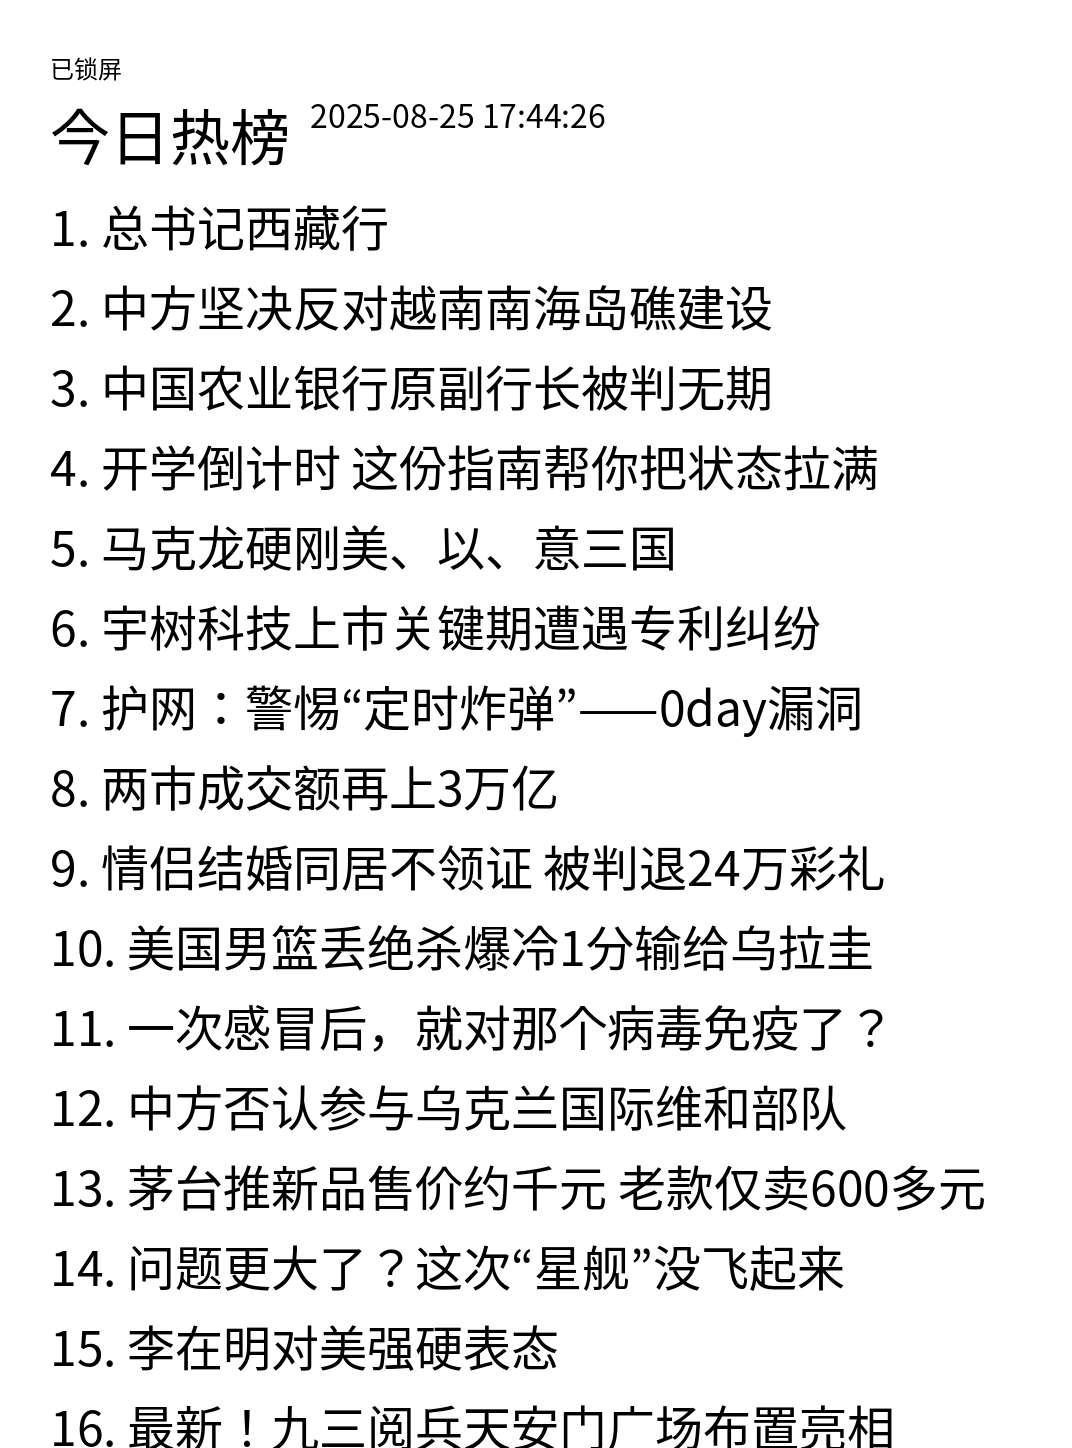 已锁屏
今日热榜 2025-08-25 17:44:26
1. 总书记西藏行
2. 中方坚决反对越南南海岛礁建设
3. 中国农业银行原副行长被判无期
4. 开学倒计时 这份指南帮你把状态拉满
5. 马克龙硬刚美、以、意三国
6. 宇树科技上市关键期遭遇专利纠纷
7. 护网：警惕“定时炸弹”——0day漏洞
8. 两市成交额再上3万亿
9. 情侣结婚同居不领证 被判退24万彩礼
10. 美国男篮丢绝杀爆冷1分输给乌拉圭
11. 一次感冒后，就对那个病毒免疫了？
12. 中方否认参与乌克兰国际维和部队
13. 茅台推新品售价约千元 老款仅卖600多元
14. 问题更大了？这次“星舰”没飞起来
15. 李在明对美强硬表态
16. 最新！九三阅兵天安门广场布置亮相